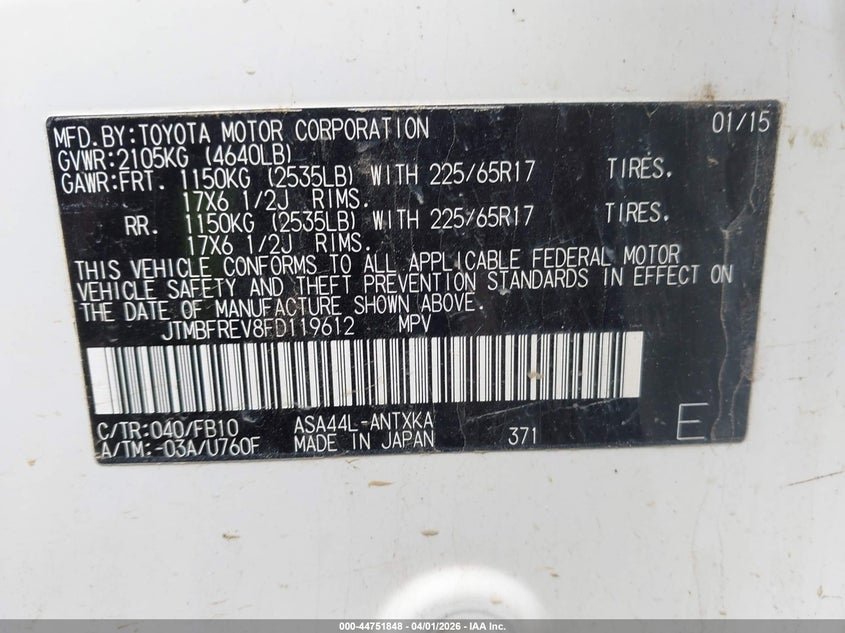 MFD.BY:TOYOTA MOTOR CORPORATION 01/15
GVWR:2105KG (4640LB)
GAWR:FRT. 1150KG (2535LB) WITH 225/65R17 TIRES.
17X6 1/2J RIMS.
RR. 1150KG (2535LB) WITH 225/65R17 TIRES.
17X6 1/2J RIMS.
THIS VEHICLE CONFORMS TO ALL APPLICABLE FEDERAL MOTOR
VEHICLE SAFETY AND THEFT PREVENTION STANDARDS IN EFFECT ON
THE DATE OF MANUFACTURE SHOWN ABOVE.
JTMBFREV8FD119612 MPV
C/TR:040/FB10 ASA44L-ANTXKA
A/TM:-03A/U760F MADE IN JAPAN 371 E
000-44751848 - 04/01/2026 - IAA Inc.